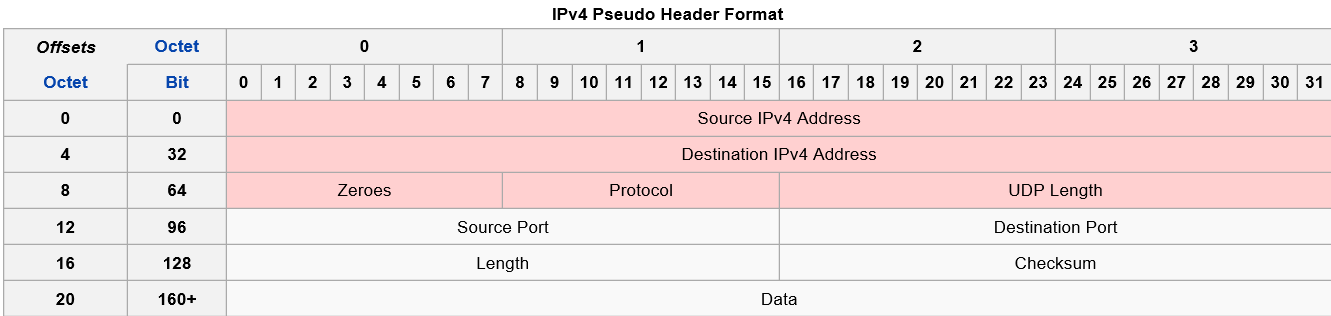 IPv4 Pseudo Header Format
Offsets Octet 0 1 2 3
Octet Bit 0 1 2 3 4 5 6 7 8 9 10 11 12 13 14 15 16 17 18 19 20 21 22 23 24 25 26 27 28 29 30 31
0 0 Source IPv4 Address
4 32 Destination IPv4 Address
8 64 Zeroes Protocol UDP Length
12 96 Source Port Destination Port
16 128 Length Checksum
20 160+ Data